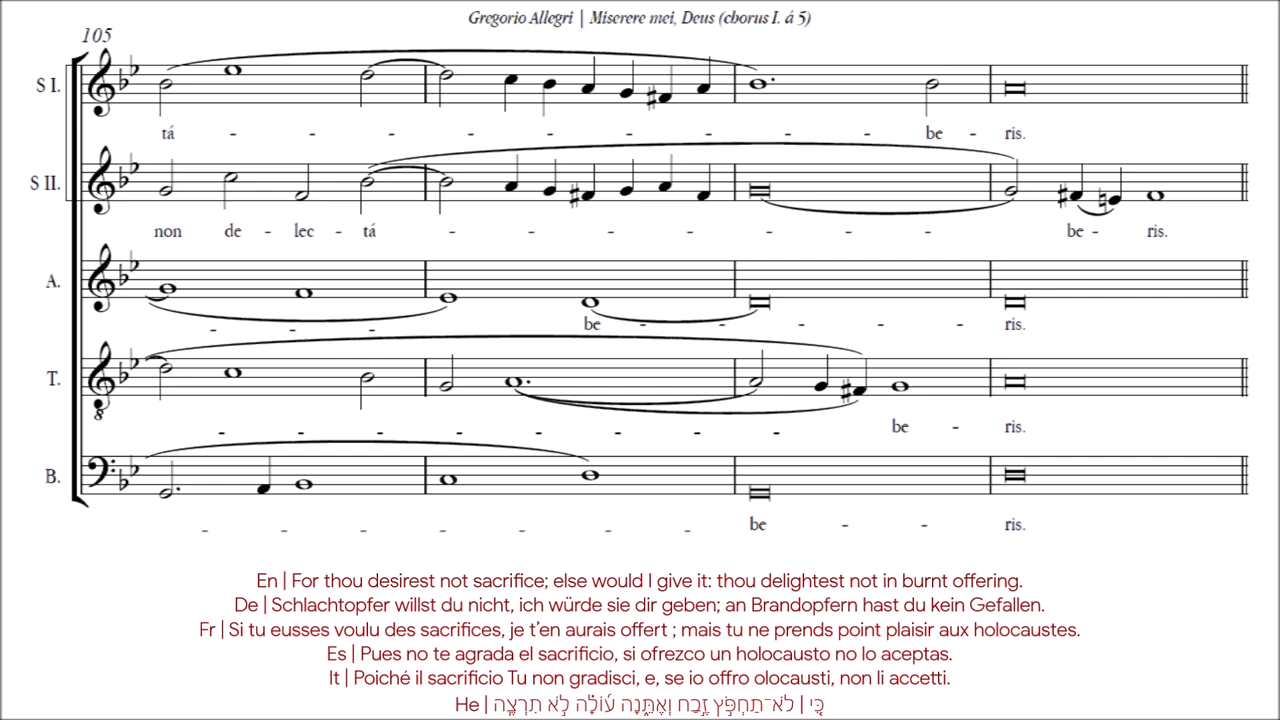 Gregorio Allegri | Miserere mei, Deus (chorus I. á 5)
105
S I.
tá - - - - - - - - - be - ris.
S II.
non de - lec - tá - - - - - - - - be - ris.
A.
- - - be - - - - - ris.
T.
8
- - - - - - - - be - ris.
B.
- - - - - - - be - - ris.
En | For thou desirest not sacrifice; else would I give it: thou delightest not in burnt offering.
De | Schlachtopfer willst du nicht, ich würde sie dir geben; an Brandopfern hast du kein Gefallen.
Fr | Si tu eusses voulu des sacrifices, je t'en aurais offert ; mais tu ne prends point plaisir aux holocaustes.
Es | Pues no te agrada el sacrificio, si ofrezco un holocausto no lo aceptas.
It | Poiché il sacrificio Tu non gradisci, e, se io offro olocausti, non li accetti.
He | כִּ֤י | לֹא־תַחְפֹּ֣ץ זֶ֣בַח וְאֶתֵּ֑נָה ע֝וֹלָ֗ה לֹ֣א תִרְצֶֽה